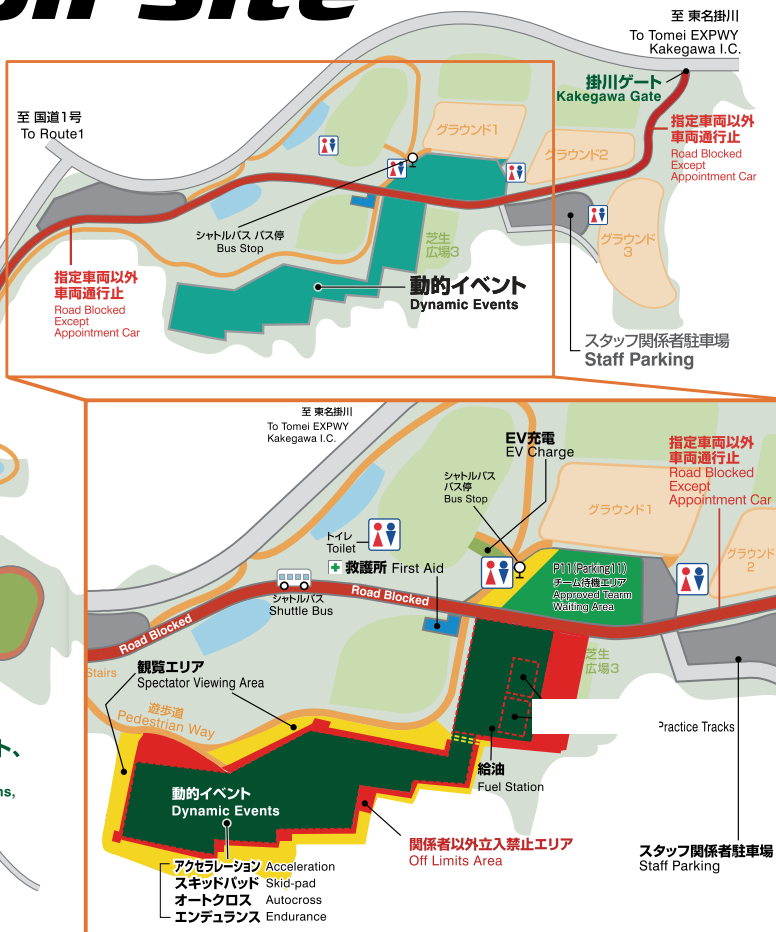 至 東名掛川
To Tomei EXPWY
Kakegawa I.C.
掛川ゲート
Kakegawa Gate
至 国道1号
To Route1
グラウンド1
グラウンド2
指定車両以外
車両通行止
Road Blocked
Except
Appointment Car
シャトルバス バス停
Bus Stop
芝生
広場3
グラウンド
3
指定車両以外
車両通行止
Road Blocked
Except
Appointment Car
動的イベント
Dynamic Events
スタッフ関係者駐車場
Staff Parking
至 東名掛川
To Tomei EXPWY
Kakegawa I.C.
EV充電
EV Charge
指定車両以外
車両通行止
Road Blocked
Except
Appointment Car
シャトルバス
バス停
Bus Stop
グラウンド1
トイレ
Toilet
グラウンド
2
救護所 First Aid
P11(Parking11)
チーム待機エリア
Approved Tearm
Waiting Area
シャトルバス
Shuttle Bus
Road Blocked
Road Blocked
芝生
広場3
Stairs
観覧エリア
Spectator Viewing Area
遊歩道
Pedestrian Way
Practice Tracks
ト、
給油
Fuel Station
ns,
動的イベント
Dynamic Events
関係者以外立入禁止エリア
Off Limits Area
スタッフ関係者駐車場
Staff Parking
アクセラレーション Acceleration
スキッドパッド Skid-pad
オートクロス Autocross
エンデュランス Endurance